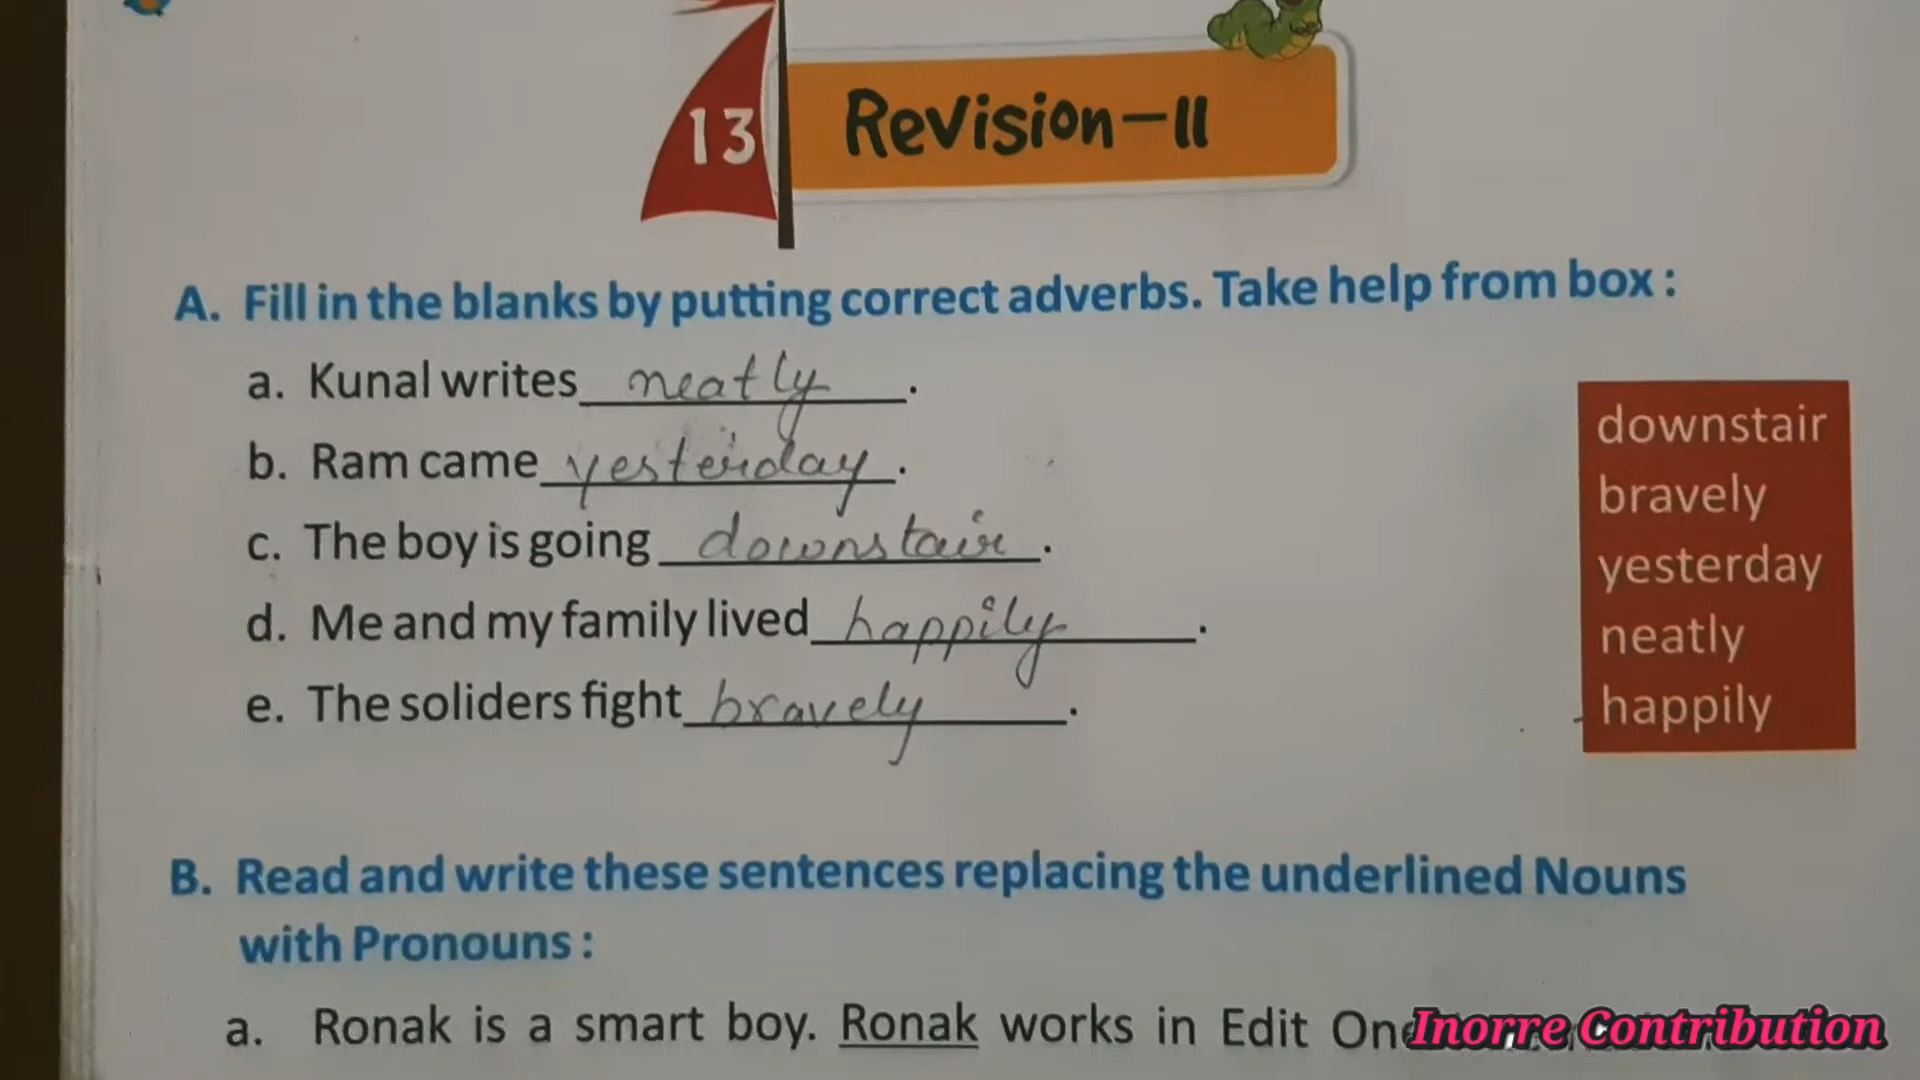 13 Revision-II
A. Fill in the blanks by putting correct adverbs. Take help from box :
a. Kunal writes neatly.
b. Ram came yesterday.
c. The boy is going downstair.
d. Me and my family lived happily.
e. The soliders fight bravely.
downstair
bravely
yesterday
neatly
happily
B. Read and write these sentences replacing the underlined Nouns
with Pronouns :
a. Ronak is a smart boy. Ronak works in Edit One
Inorre Contribution